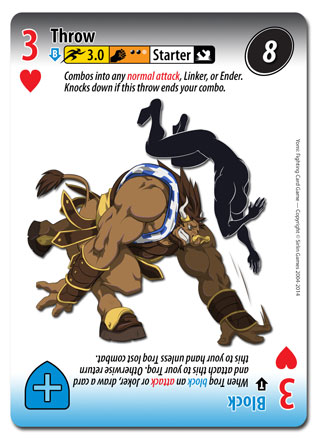 3
Throw
B 3.0 Starter
8
Combos into any normal attack, Linker, or Ender.
Knocks down if this throw ends your combo.
Yomi: Fighting Card Game — Copyright © Sirlin Games 2004-2014
3
Block
When Troq blocks an attack or Joker, draw a card
and attach this to your Troq. Otherwise return
this to your hand unless Troq lost combat.